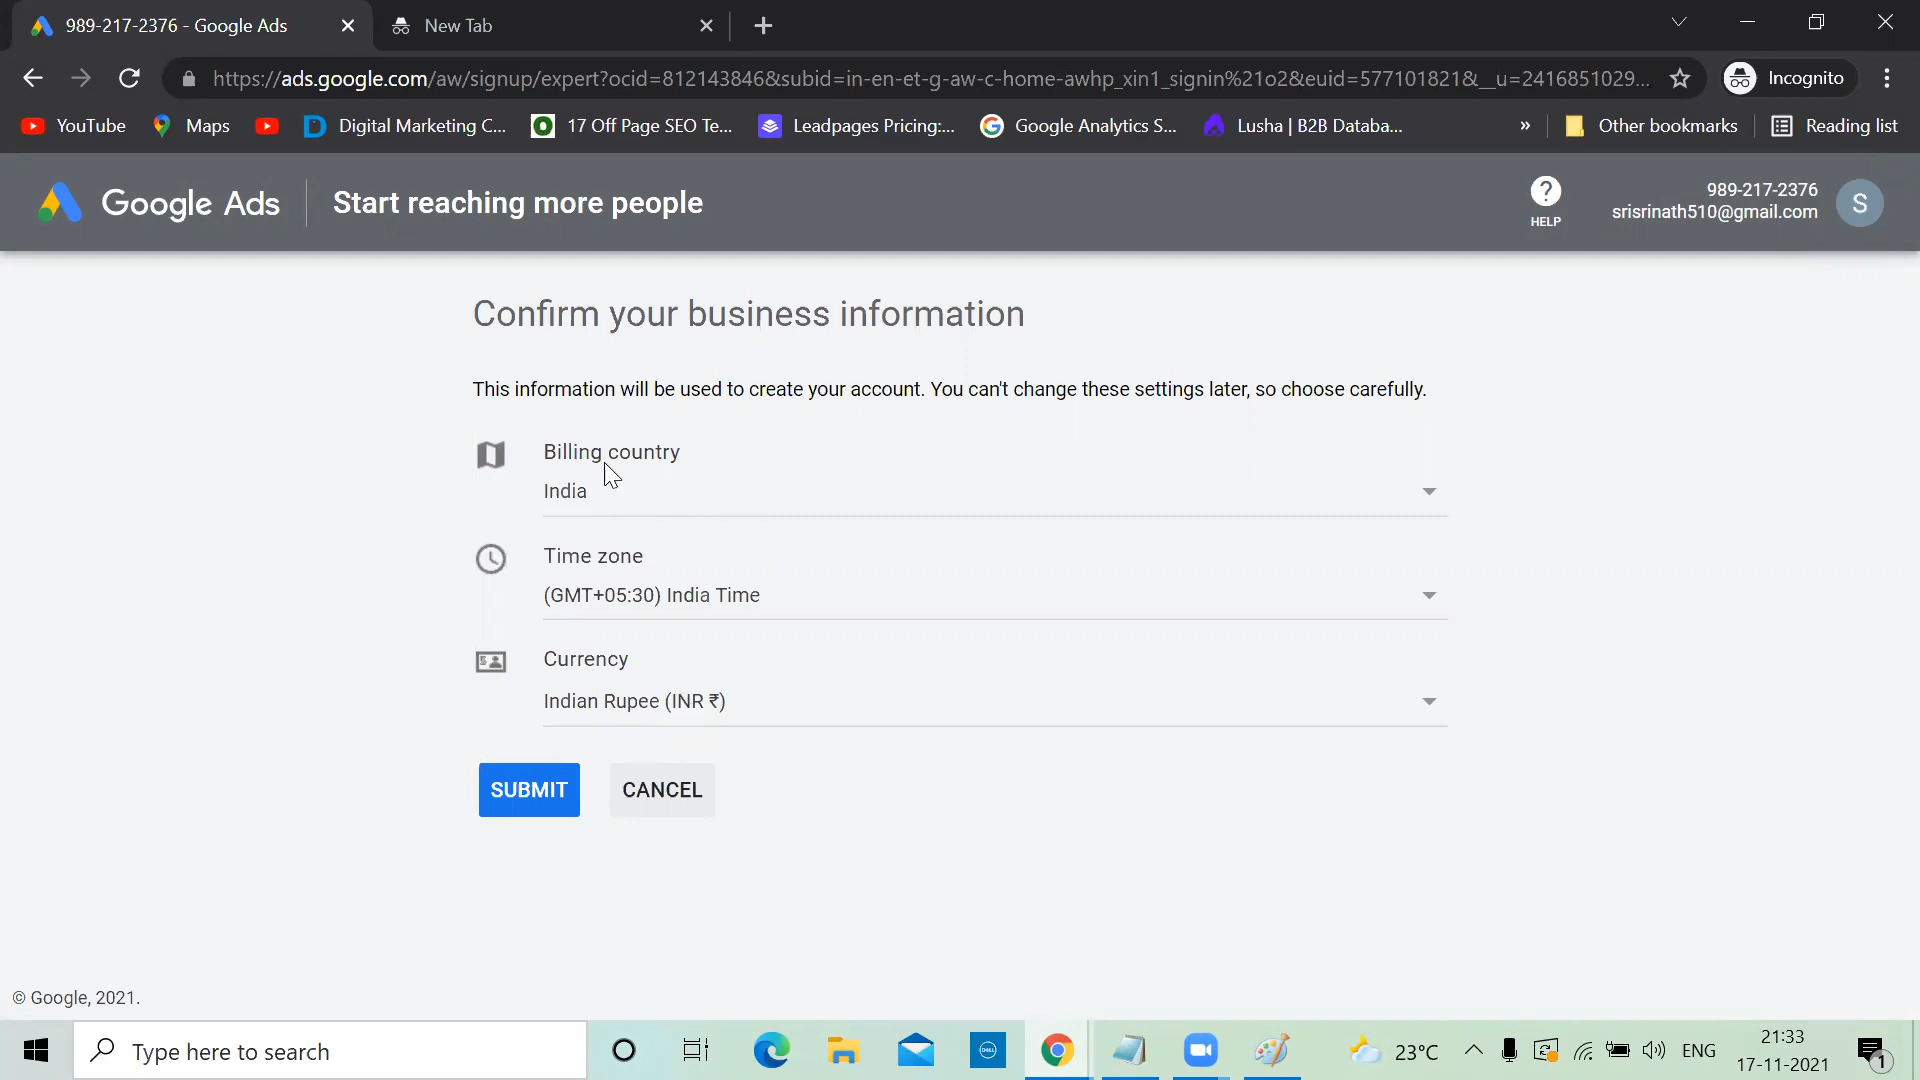 989-217-2376 - Google Ads
New Tab
https://ads.google.com/aw/signup/expert?ocid=812143846&subid=in-en-et-g-aw-c-home-awhp_xin1_signin%21o2&euid=577101821&__u=2416851029...
Incognito
YouTube
Maps
Digital Marketing C...
17 Off Page SEO Te...
Leadpages Pricing:...
Google Analytics S...
Lusha | B2B Databa...
»
Other bookmarks
Reading list
Google Ads
Start reaching more people
HELP
989-217-2376
srisrinath510@gmail.com
S
Confirm your business information
This information will be used to create your account. You can't change these settings later, so choose carefully.
Billing country
India
Time zone
(GMT+05:30) India Time
Currency
Indian Rupee (INR ₹)
SUBMIT
CANCEL
© Google, 2021.
Type here to search
DELL
23°C
ENG
21:33
17-11-2021
1